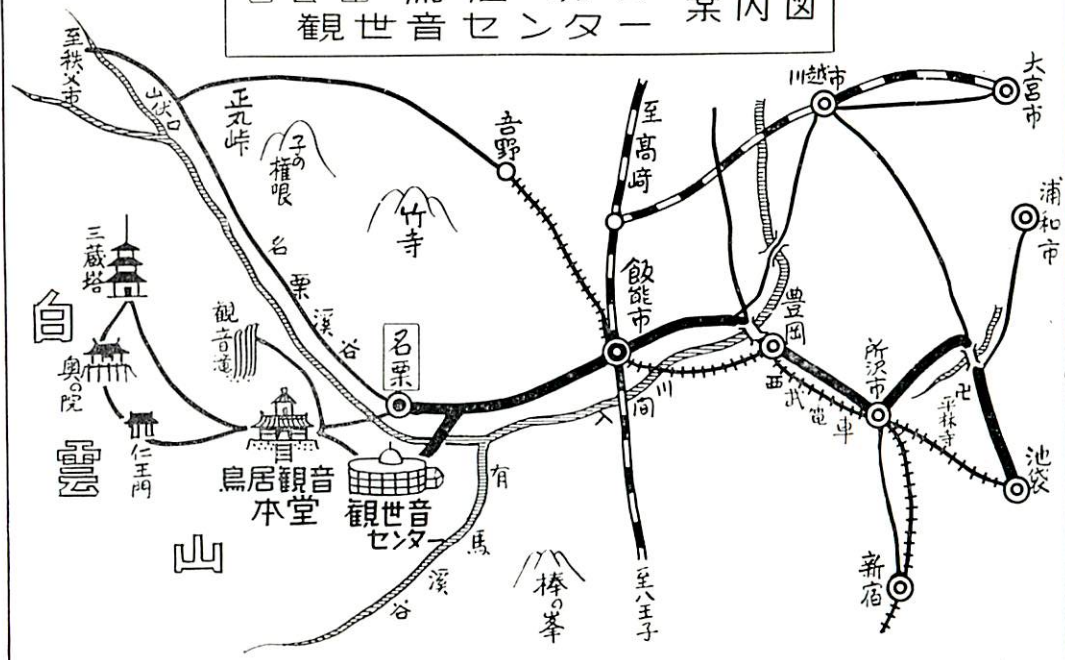 観世音センター 案内図
至秩父市
山伏口
正丸峠
子の権現
竹寺
吾野
至高崎
川越市
大宮市
浦和市
三蔵塔
白雲山
奥の院
仁王門
観音滝
名栗渓谷
名栗
鳥居観音
本堂
観世音
センター
有馬渓谷
棒の峯
飯能市
入間川
至八王子
豊岡
西武電車
所沢市
平林寺
池袋
新宿